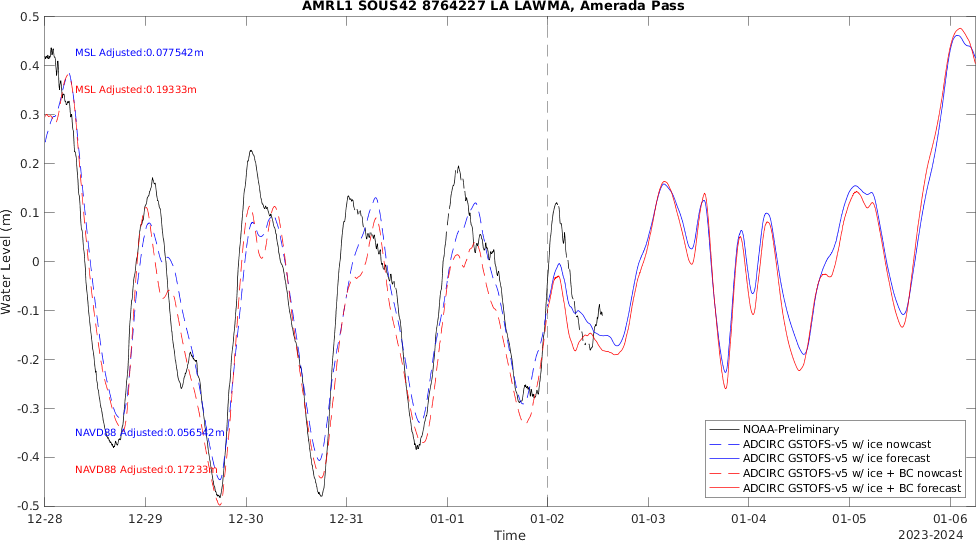 AMRL1 SOUS42 8764227 LA LAWMA, Amerada Pass
0.5
0.4
0.3
0.2
0.1
0
-0.1
-0.2
-0.3
-0.4
-0.5
Water Level (m)
MSL Adjusted:0.077542m
MSL Adjusted:0.19333m
NAVD88 Adjusted:0.056542m
NAVD88 Adjusted:0.17233m
NOAA-Preliminary
ADCIRC GSTOFS-v5 w/ ice nowcast
ADCIRC GSTOFS-v5 w/ ice forecast
ADCIRC GSTOFS-v5 w/ ice + BC nowcast
ADCIRC GSTOFS-v5 w/ ice + BC forecast
12-28 12-29 12-30 12-31 01-01 01-02 01-03 01-04 01-05 01-06
Time
2023-2024